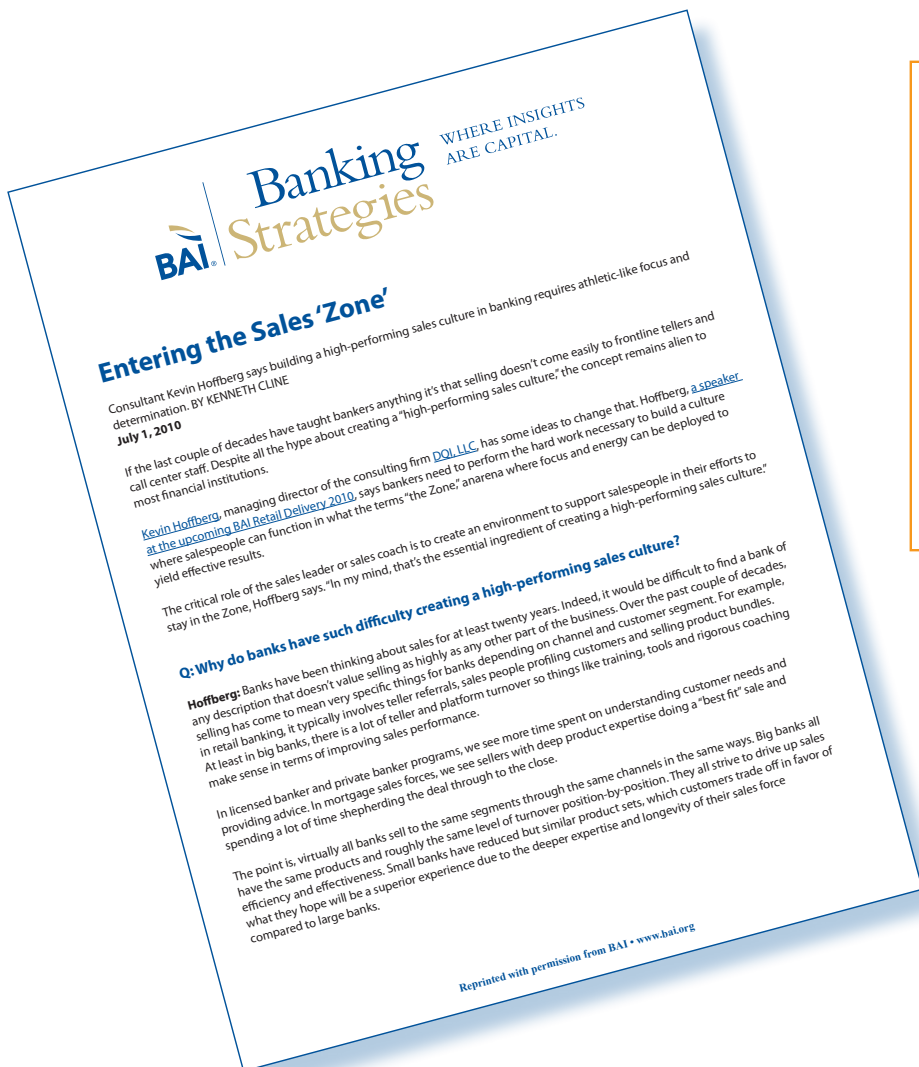 BAI®
Banking
Strategies
WHERE INSIGHTS
ARE CAPITAL.
Entering the Sales ‘Zone’
Consultant Kevin Hoffberg says building a high-performing sales culture in banking requires athletic-like focus and
determination. BY KENNETH CLINE
July 1, 2010
If the last couple of decades have taught bankers anything it’s that selling doesn’t come easily to frontline tellers and
call center staff. Despite all the hype about creating a “high-performing sales culture,” the concept remains alien to
most financial institutions.
Kevin Hoffberg, managing director of the consulting firm DQI, LLC, has some ideas to change that. Hoffberg, a speaker
at the upcoming BAI Retail Delivery 2010, says bankers need to perform the hard work necessary to build a culture
where salespeople can function in what the terms “the Zone,” anarena where focus and energy can be deployed to
yield effective results.
The critical role of the sales leader or sales coach is to create an environment to support salespeople in their efforts to
stay in the Zone, Hoffberg says. “In my mind, that’s the essential ingredient of creating a high-performing sales culture.”
Q: Why do banks have such difficulty creating a high-performing sales culture?
Hoffberg: Banks have been thinking about sales for at least twenty years. Indeed, it would be difficult to find a bank of
any description that doesn’t value selling as highly as any other part of the business. Over the past couple of decades,
selling has come to mean very specific things for banks depending on channel and customer segment. For example,
in retail banking, it typically involves teller referrals, sales people profiling customers and selling product bundles.
At least in big banks, there is a lot of teller and platform turnover so things like training, tools and rigorous coaching
make sense in terms of improving sales performance.
In licensed banker and private banker programs, we see more time spent on understanding customer needs and
providing advice. In mortgage sales forces, we see sellers with deep product expertise doing a “best fit” sale and
spending a lot of time shepherding the deal through to the close.
The point is, virtually all banks sell to the same segments through the same channels in the same ways. Big banks all
have the same products and roughly the same level of turnover position-by-position. They all strive to drive up sales
efficiency and effectiveness. Small banks have reduced but similar product sets, which customers trade off in favor of
what they hope will be a superior experience due to the deeper expertise and longevity of their sales force
compared to large banks.
Reprinted with permission from BAI • www.bai.org